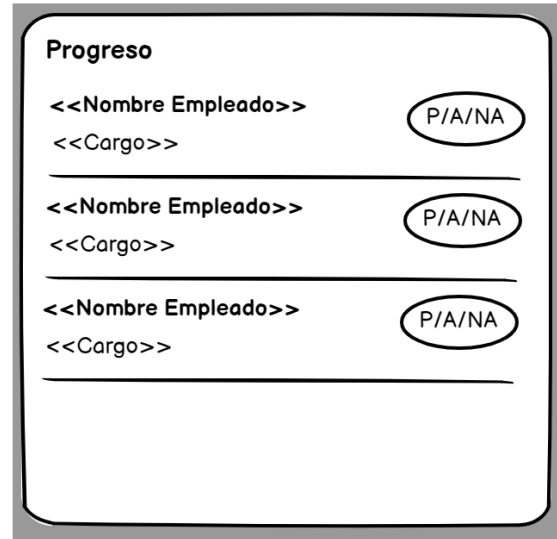 Progreso
<<Nombre Empleado>>
P/A/NA
<<Cargo>>
<<Nombre Empleado>>
P/A/NA
<<Cargo>>
<<Nombre Empleado>>
P/A/NA
<<Cargo>>